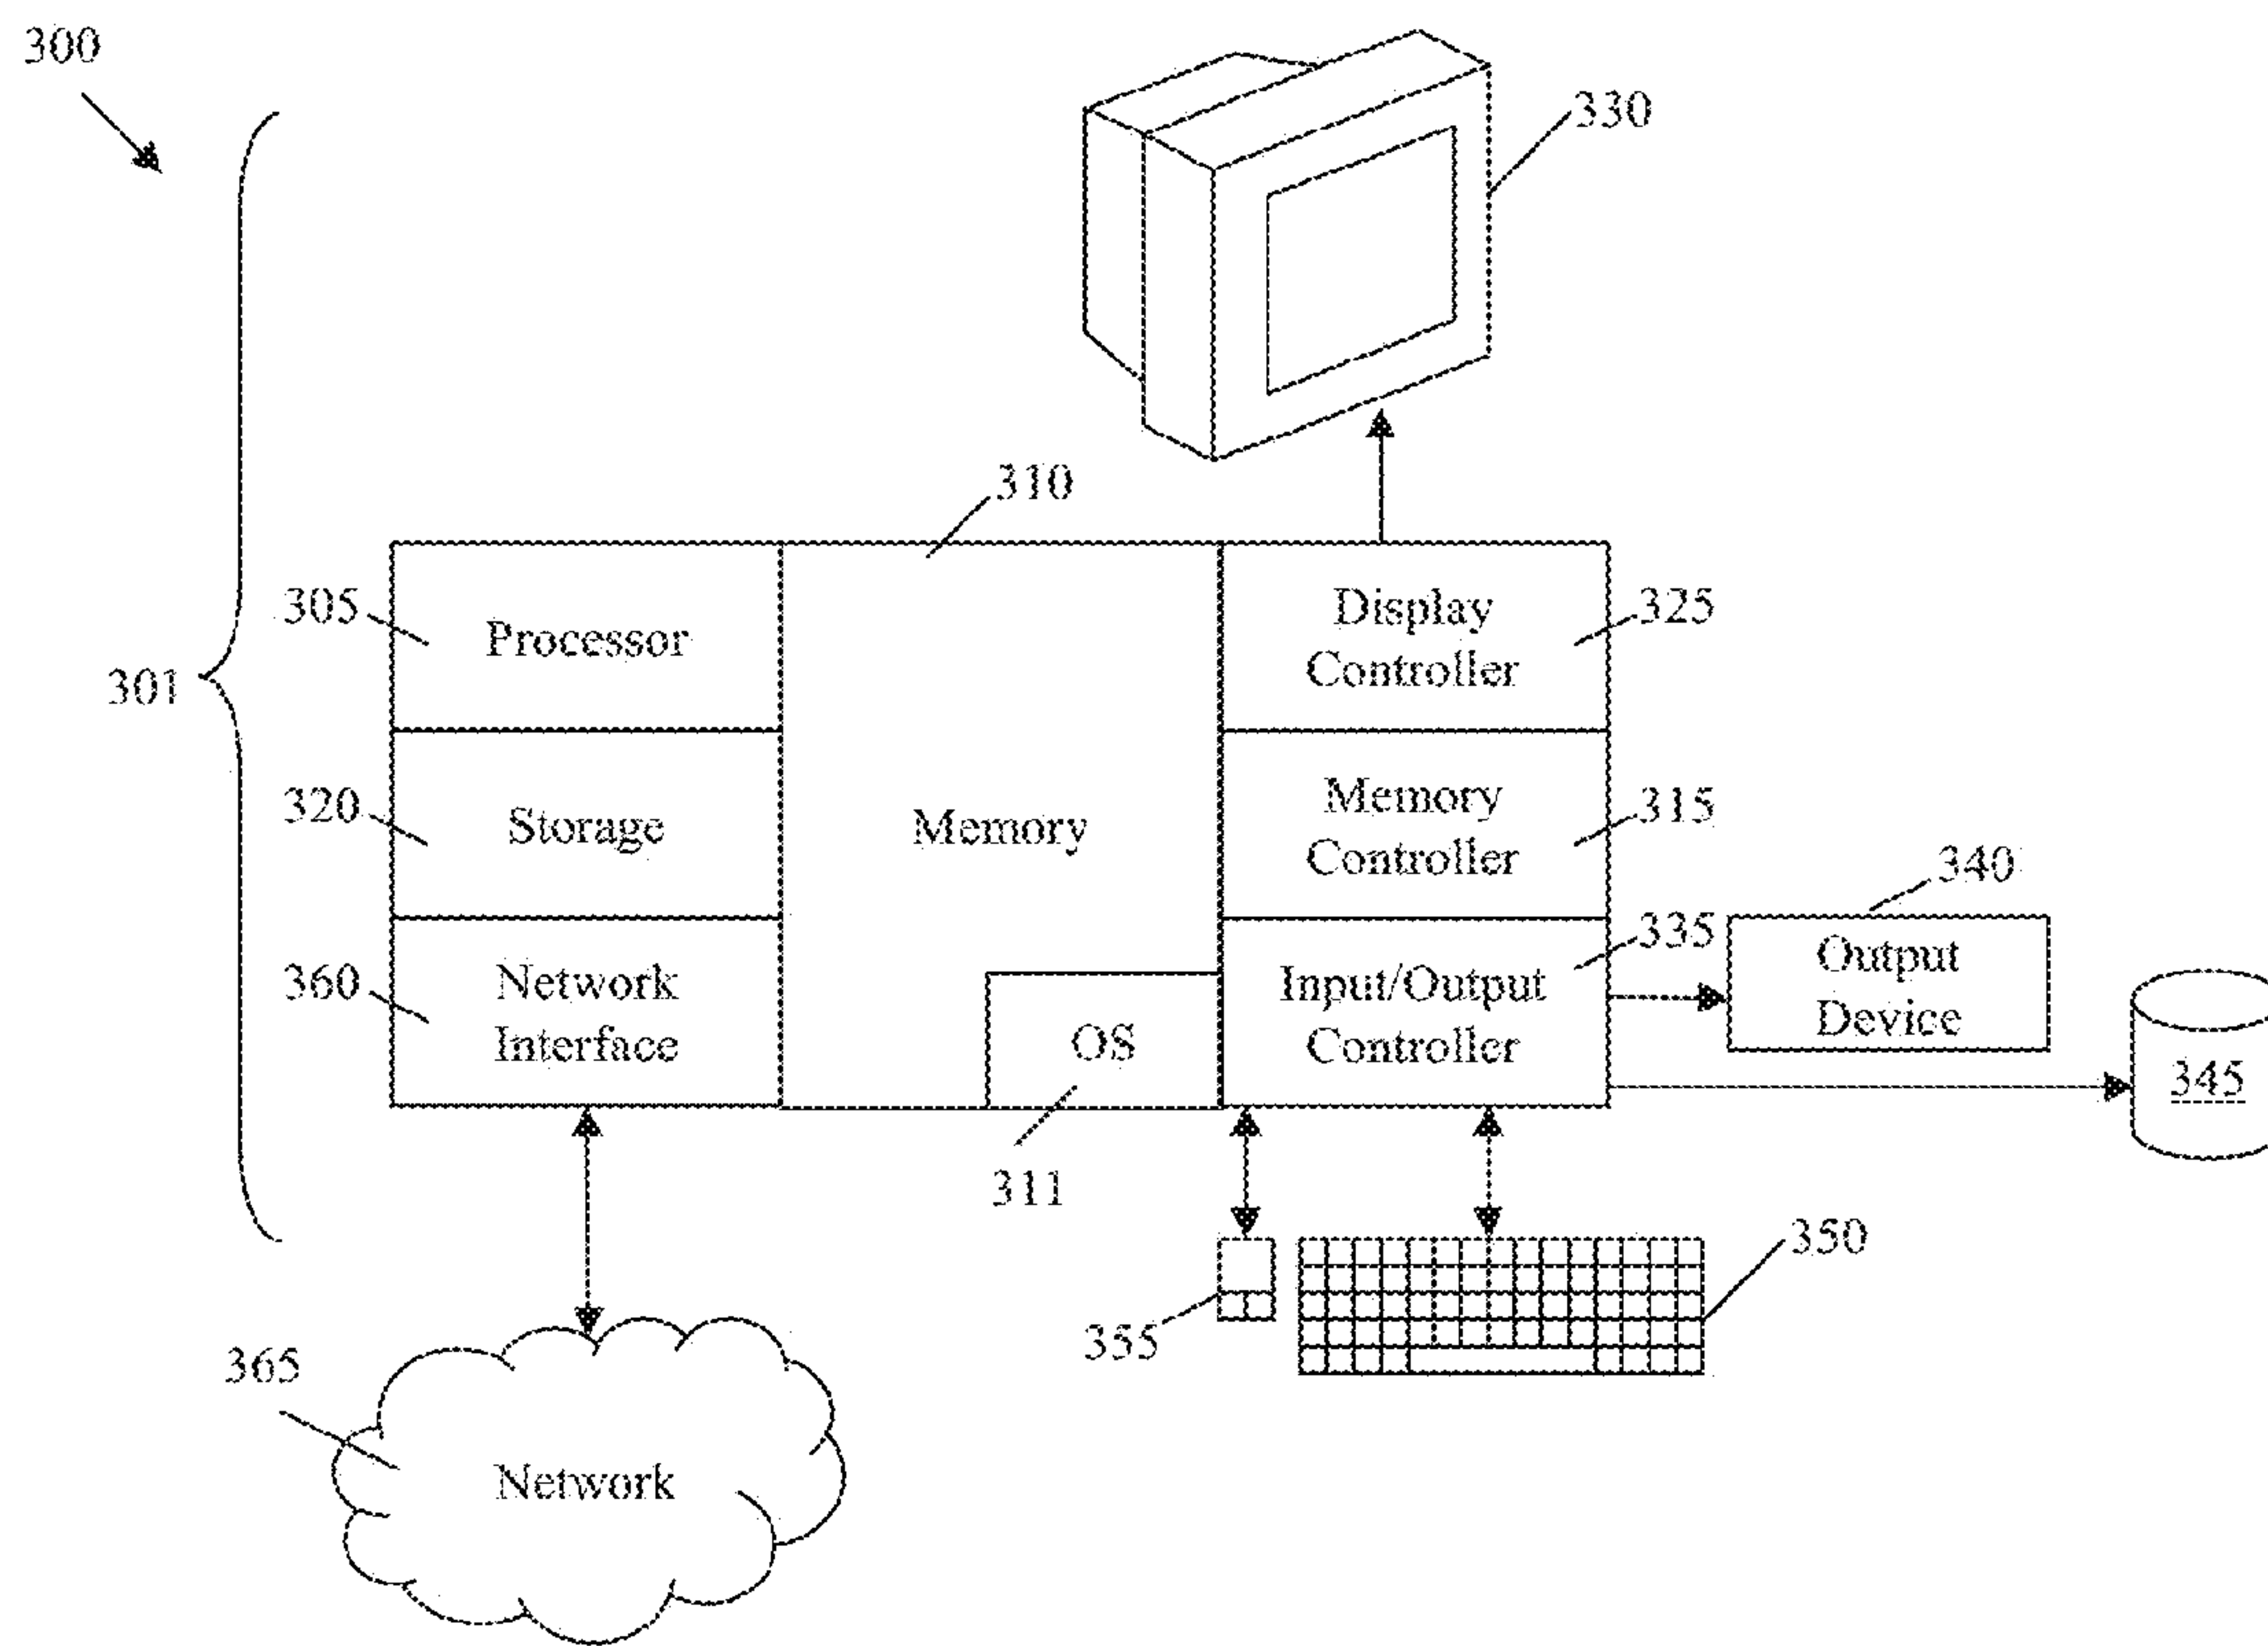 300
330
310
305
Processor
Display
Controller
325
301
320
Storage
Memory
Memory
Controller
315
340
335
360
Network
Interface
OS
Input/Output
Controller
Output
Device
345
311
350
355
365
Network